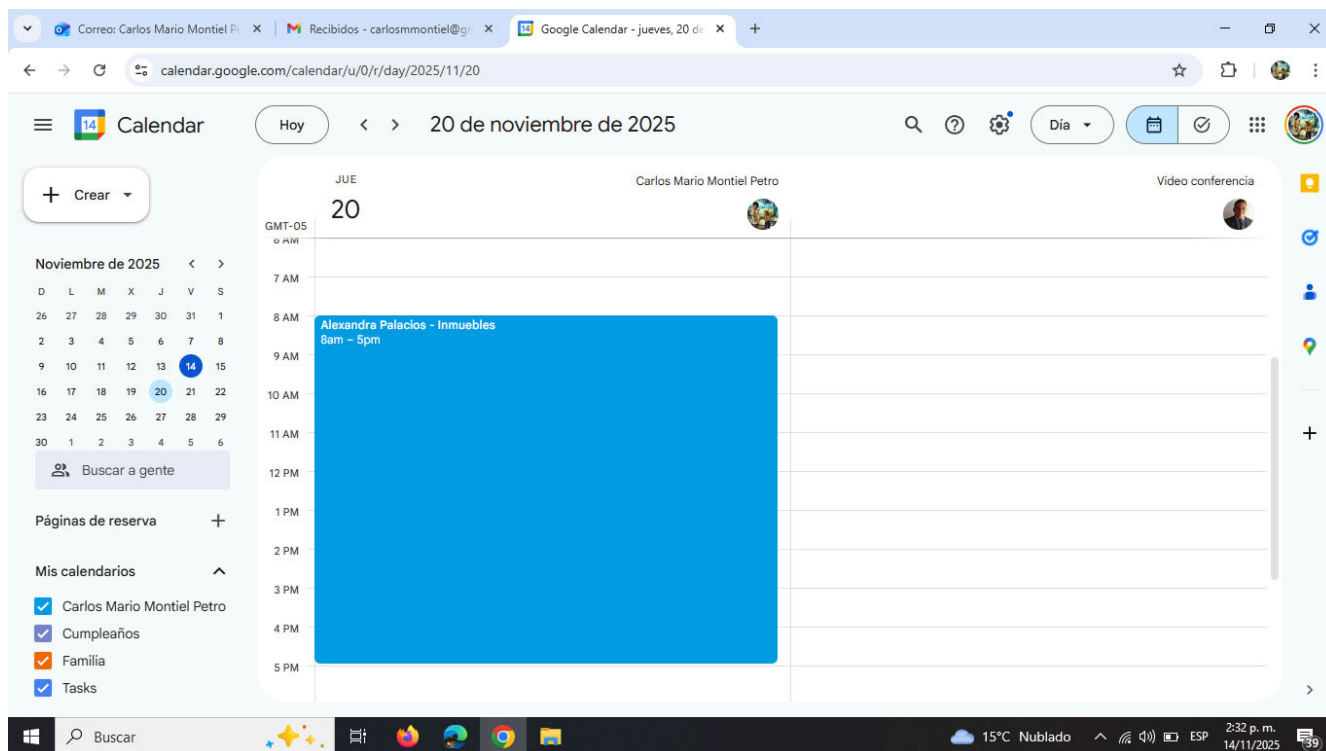 Correo: Carlos Mario Montiel Pe
Recibidos - carlosmmontiel@gr
14 Google Calendar - jueves, 20 de
calendar.google.com/calendar/u/0/r/day/2025/11/20
14 Calendar
Hoy
20 de noviembre de 2025
Día
Crear
JUE
20
GMT-05
Carlos Mario Montiel Petro
Video conferencia
Noviembre de 2025
D L M X J V S
26 27 28 29 30 31 1
2 3 4 5 6 7 8
9 10 11 12 13 14 15
16 17 18 19 20 21 22
23 24 25 26 27 28 29
30 1 2 3 4 5 6
Buscar a gente
Páginas de reserva
Mis calendarios
Carlos Mario Montiel Petro
Cumpleaños
Familia
Tasks
6 AM
7 AM
8 AM
9 AM
10 AM
11 AM
12 PM
1 PM
2 PM
3 PM
4 PM
5 PM
Alexandra Palacios - Inmuebles
8am – 5pm
Buscar
15°C Nublado
ESP
2:32 p. m.
14/11/2025
39